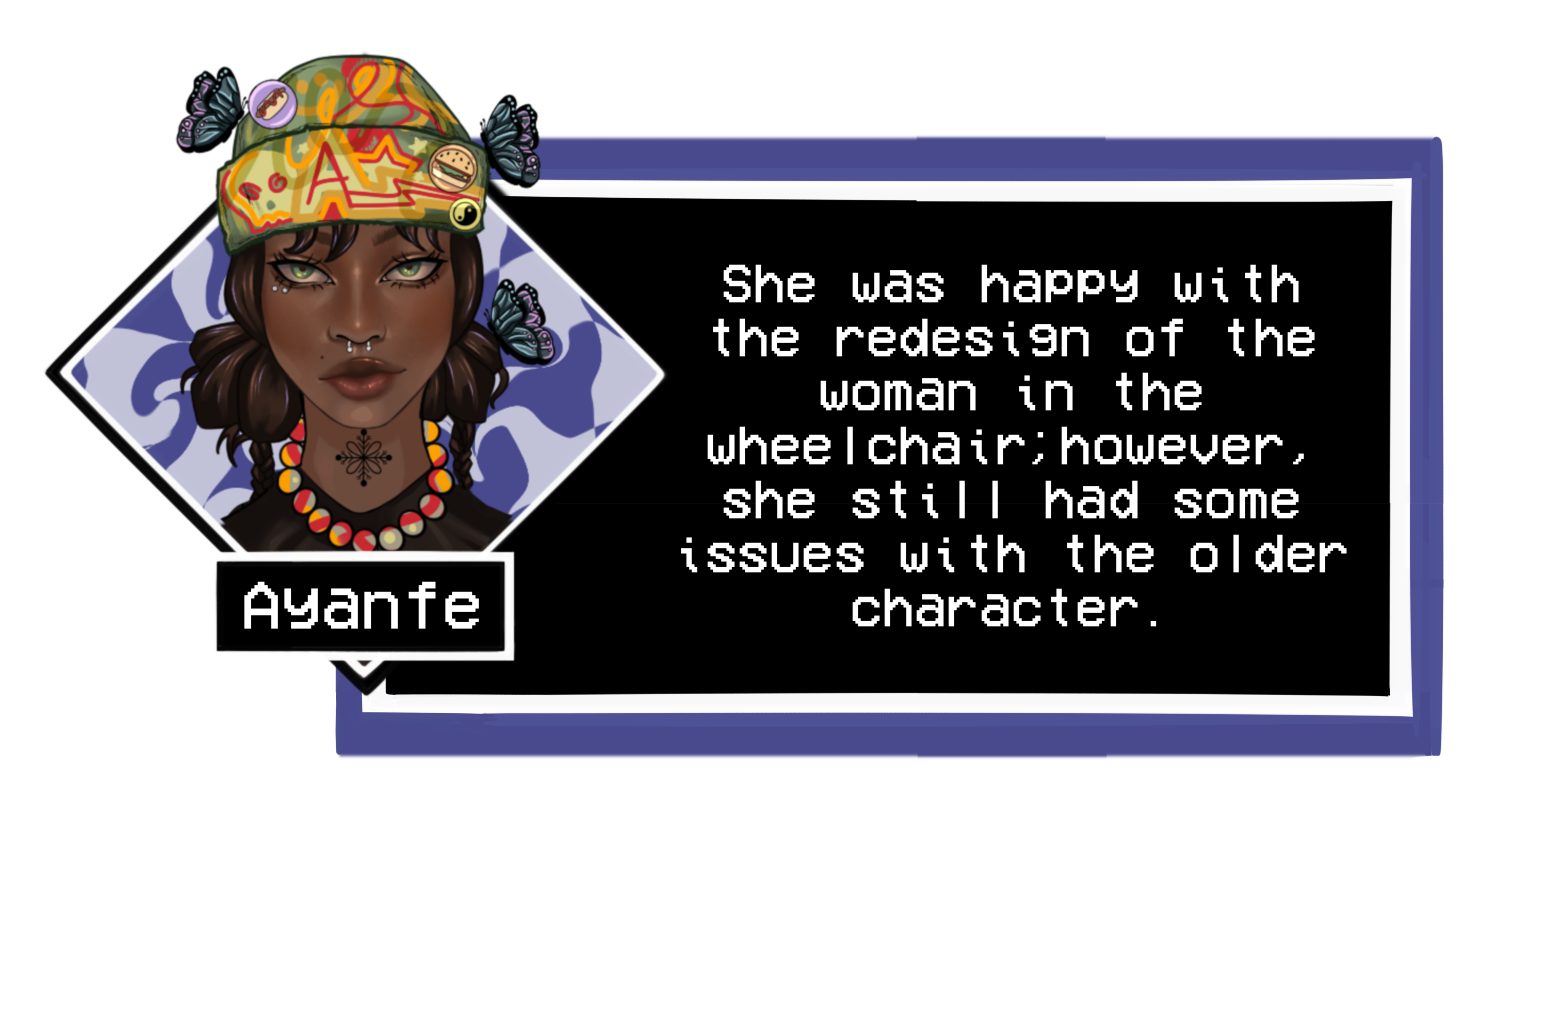 A
Ayanfe
She was happy with
the redesign of the
woman in the
wheelchair;however,
she still had some
issues with the older
character.